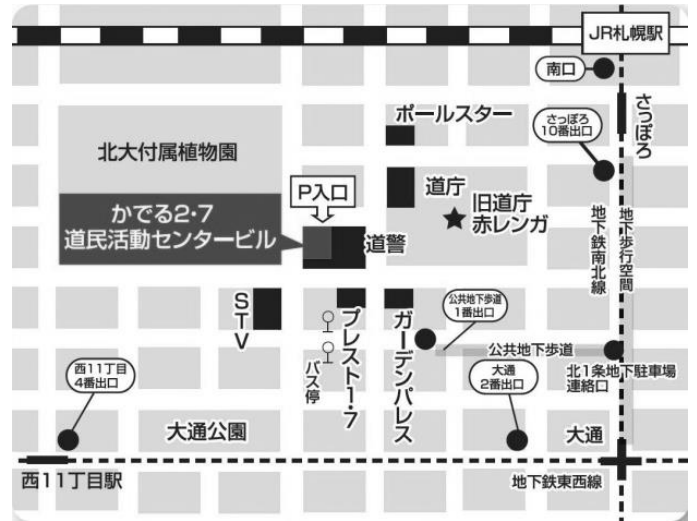 JR札幌駅
南口
さっぽろ
ポールスター
さっぽろ
10番出口
北大付属植物園
P入口
道庁
旧道庁
赤レンガ
かでる2・7
道民活動センタービル
道警
地下鉄南北線
地下歩行空間
STV
バス停
プレスト1・7
ガーデンパレス
公共地下歩道
1番出口
公共地下歩道
北1条地下駐車場
連絡口
西11丁目
4番出口
大通
2番出口
大通公園
大通
西11丁目駅
地下鉄東西線